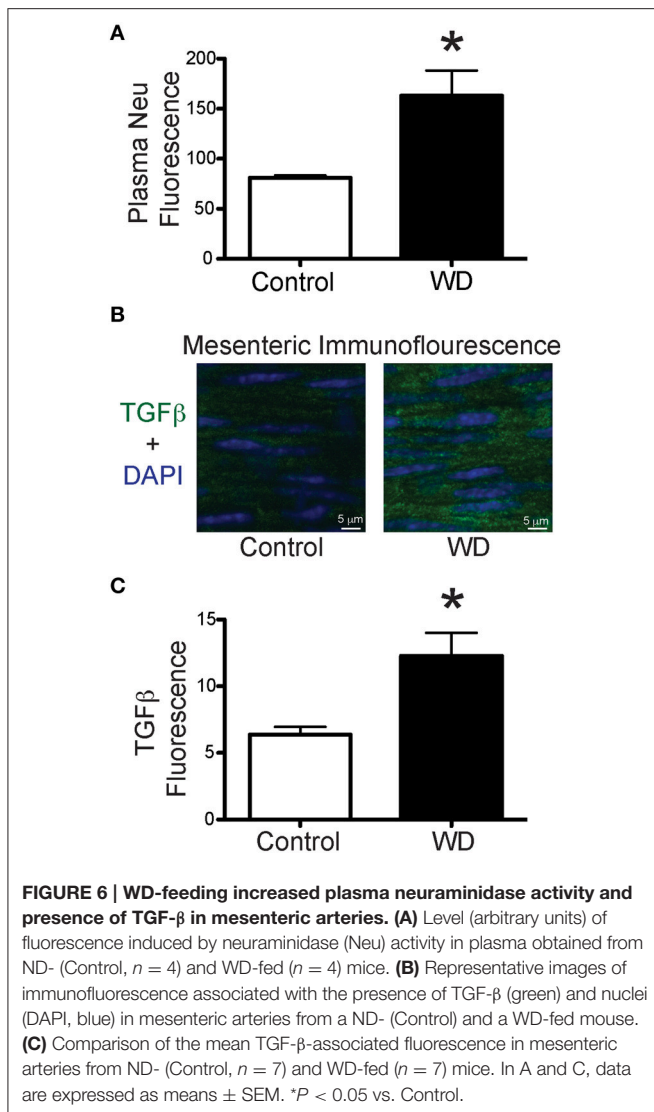 A
*
200
150
100
50
0
Plasma Neu
Fluorescence
Control WD
B
Mesenteric Immunoflourescence
TGFβ
+
DAPI
5 μm 5 μm
Control WD
C
*
15
10
5
0
TGFβ
Fluorescence
Control WD
FIGURE 6 | WD-feeding increased plasma neuraminidase activity and
presence of TGF-β in mesenteric arteries. (A) Level (arbitrary units) of
fluorescence induced by neuraminidase (Neu) activity in plasma obtained from
ND- (Control, n = 4) and WD-fed (n = 4) mice. (B) Representative images of
immunofluorescence associated with the presence of TGF-β (green) and nuclei
(DAPI, blue) in mesenteric arteries from a ND- (Control) and a WD-fed mouse.
(C) Comparison of the mean TGF-β-associated fluorescence in mesenteric
arteries from ND- (Control, n = 7) and WD-fed (n = 7) mice. In A and C, data
are expressed as means ± SEM. *P < 0.05 vs. Control.